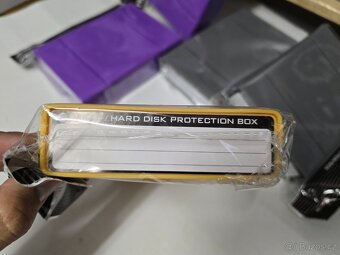 HARD DISK PROTECTION BOX